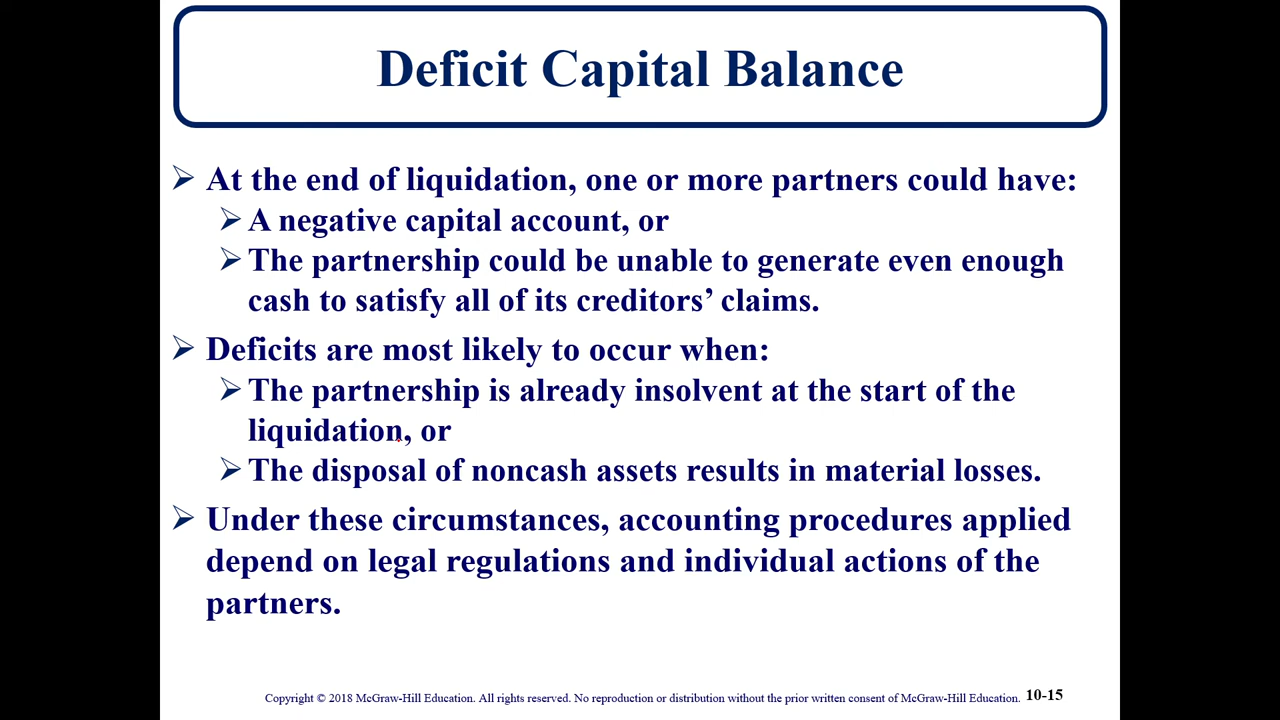 Deficit Capital Balance
➢ At the end of liquidation, one or more partners could have:
➢ A negative capital account, or
➢ The partnership could be unable to generate even enough
cash to satisfy all of its creditors’ claims.
➢ Deficits are most likely to occur when:
➢ The partnership is already insolvent at the start of the
liquidation, or
➢ The disposal of noncash assets results in material losses.
➢ Under these circumstances, accounting procedures applied
depend on legal regulations and individual actions of the
partners.
Copyright © 2018 McGraw-Hill Education. All rights reserved. No reproduction or distribution without the prior written consent of McGraw-Hill Education. 10-15